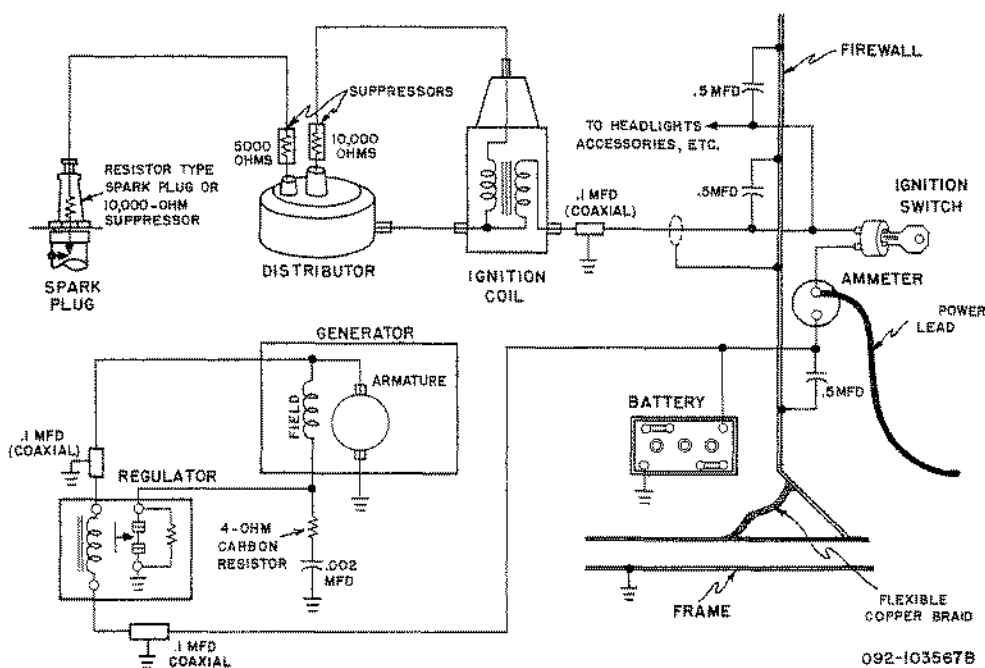 FIREWALL
.5MFD
SUPPRESSORS
TO HEADLIGHTS
ACCESSORIES, ETC.
5000
OHMS
10,000
OHMS
RESISTOR TYPE
SPARK PLUG OR
10,000-OHM
SUPPRESSOR
.5MFD
IGNITION
SWITCH
.1 MFD
(COAXIAL)
DISTRIBUTOR
IGNITION
COIL
SPARK
PLUG
AMMETER
POWER
LEAD
GENERATOR
ARMATURE
FIELD
.5MFD
BATTERY
.1 MFD
(COAXIAL)
REGULATOR
4-OHM
CARBON
RESISTOR
.002
MFD
FRAME
FLEXIBLE
COPPER BRAID
.1 MFD
COAXIAL
092-103567B